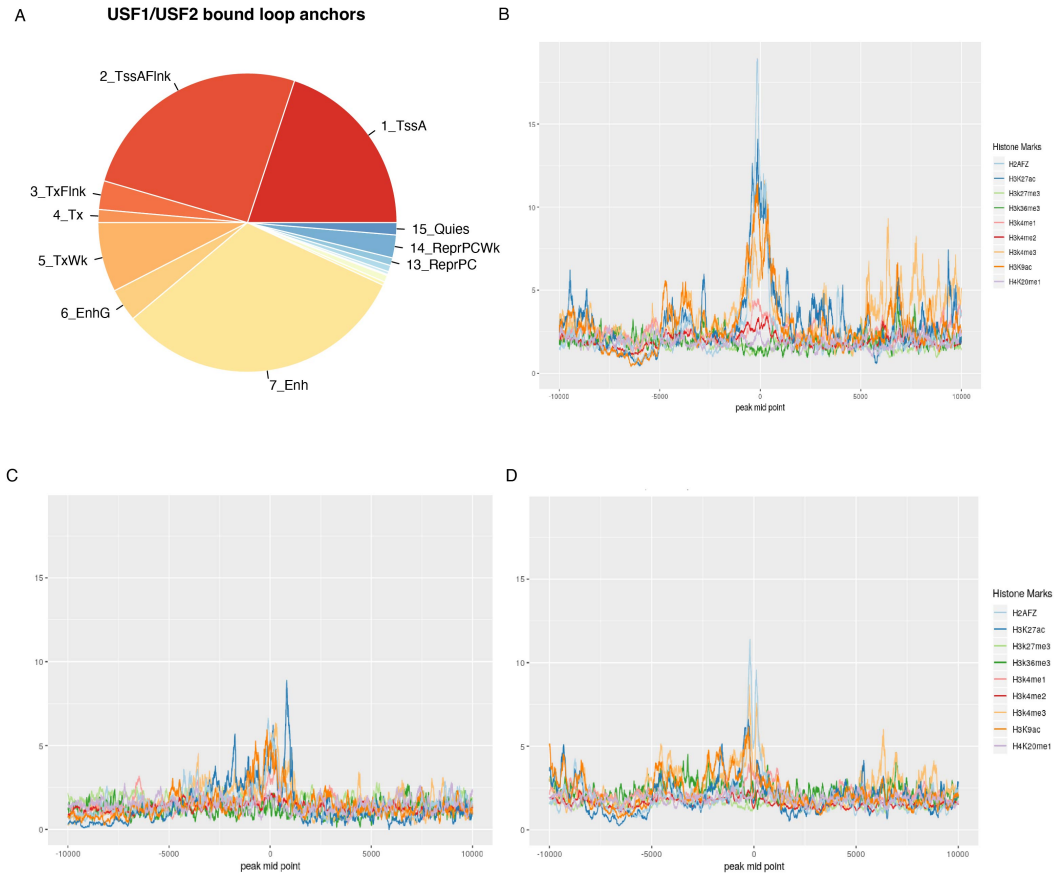 A
USF1/USF2 bound loop anchors
2_TssAFlnk
1_TssA
3_TxFlnk
4_Tx
5_TxWk
6_EnhG
7_Enh
15_Quies
14_ReprPCWk
13_ReprPC
B
15
10
5
0
-10000
-5000
0
5000
10000
peak mid point
Histone Marks
H2AFZ
H3K27ac
H3k27me3
H3k36me3
H3k4me1
H3k4me2
H3k4me3
H3K9ac
H4K20me1
C
15
10
5
0
-10000
-5000
0
5000
10000
peak mid point
D
15
10
5
0
-10000
-5000
0
5000
10000
peak mid point
Histone Marks
H2AFZ
H3K27ac
H3k27me3
H3k36me3
H3k4me1
H3k4me2
H3k4me3
H3K9ac
H4K20me1